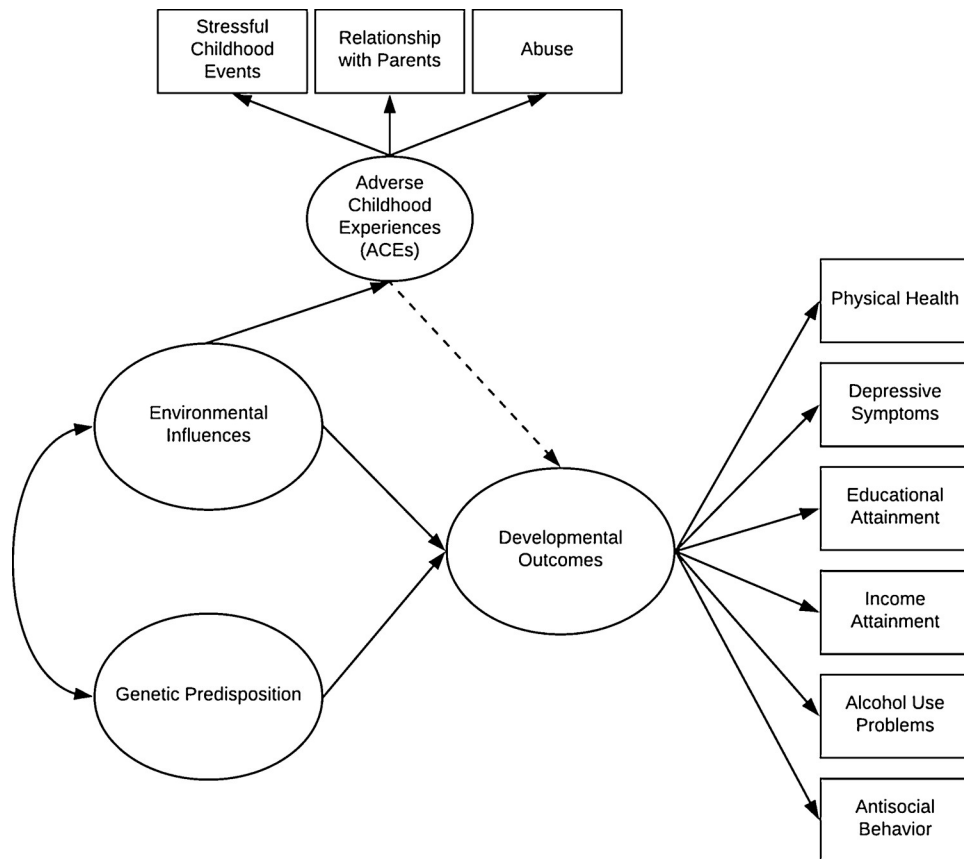 Stressful
Childhood
Events
Relationship
with Parents
Abuse
Adverse
Childhood
Experiences
(ACEs)
Physical Health
Environmental
Influences
Depressive
Symptoms
Educational
Attainment
Developmental
Outcomes
Income
Attainment
Genetic Predisposition
Alcohol Use
Problems
Antisocial
Behavior